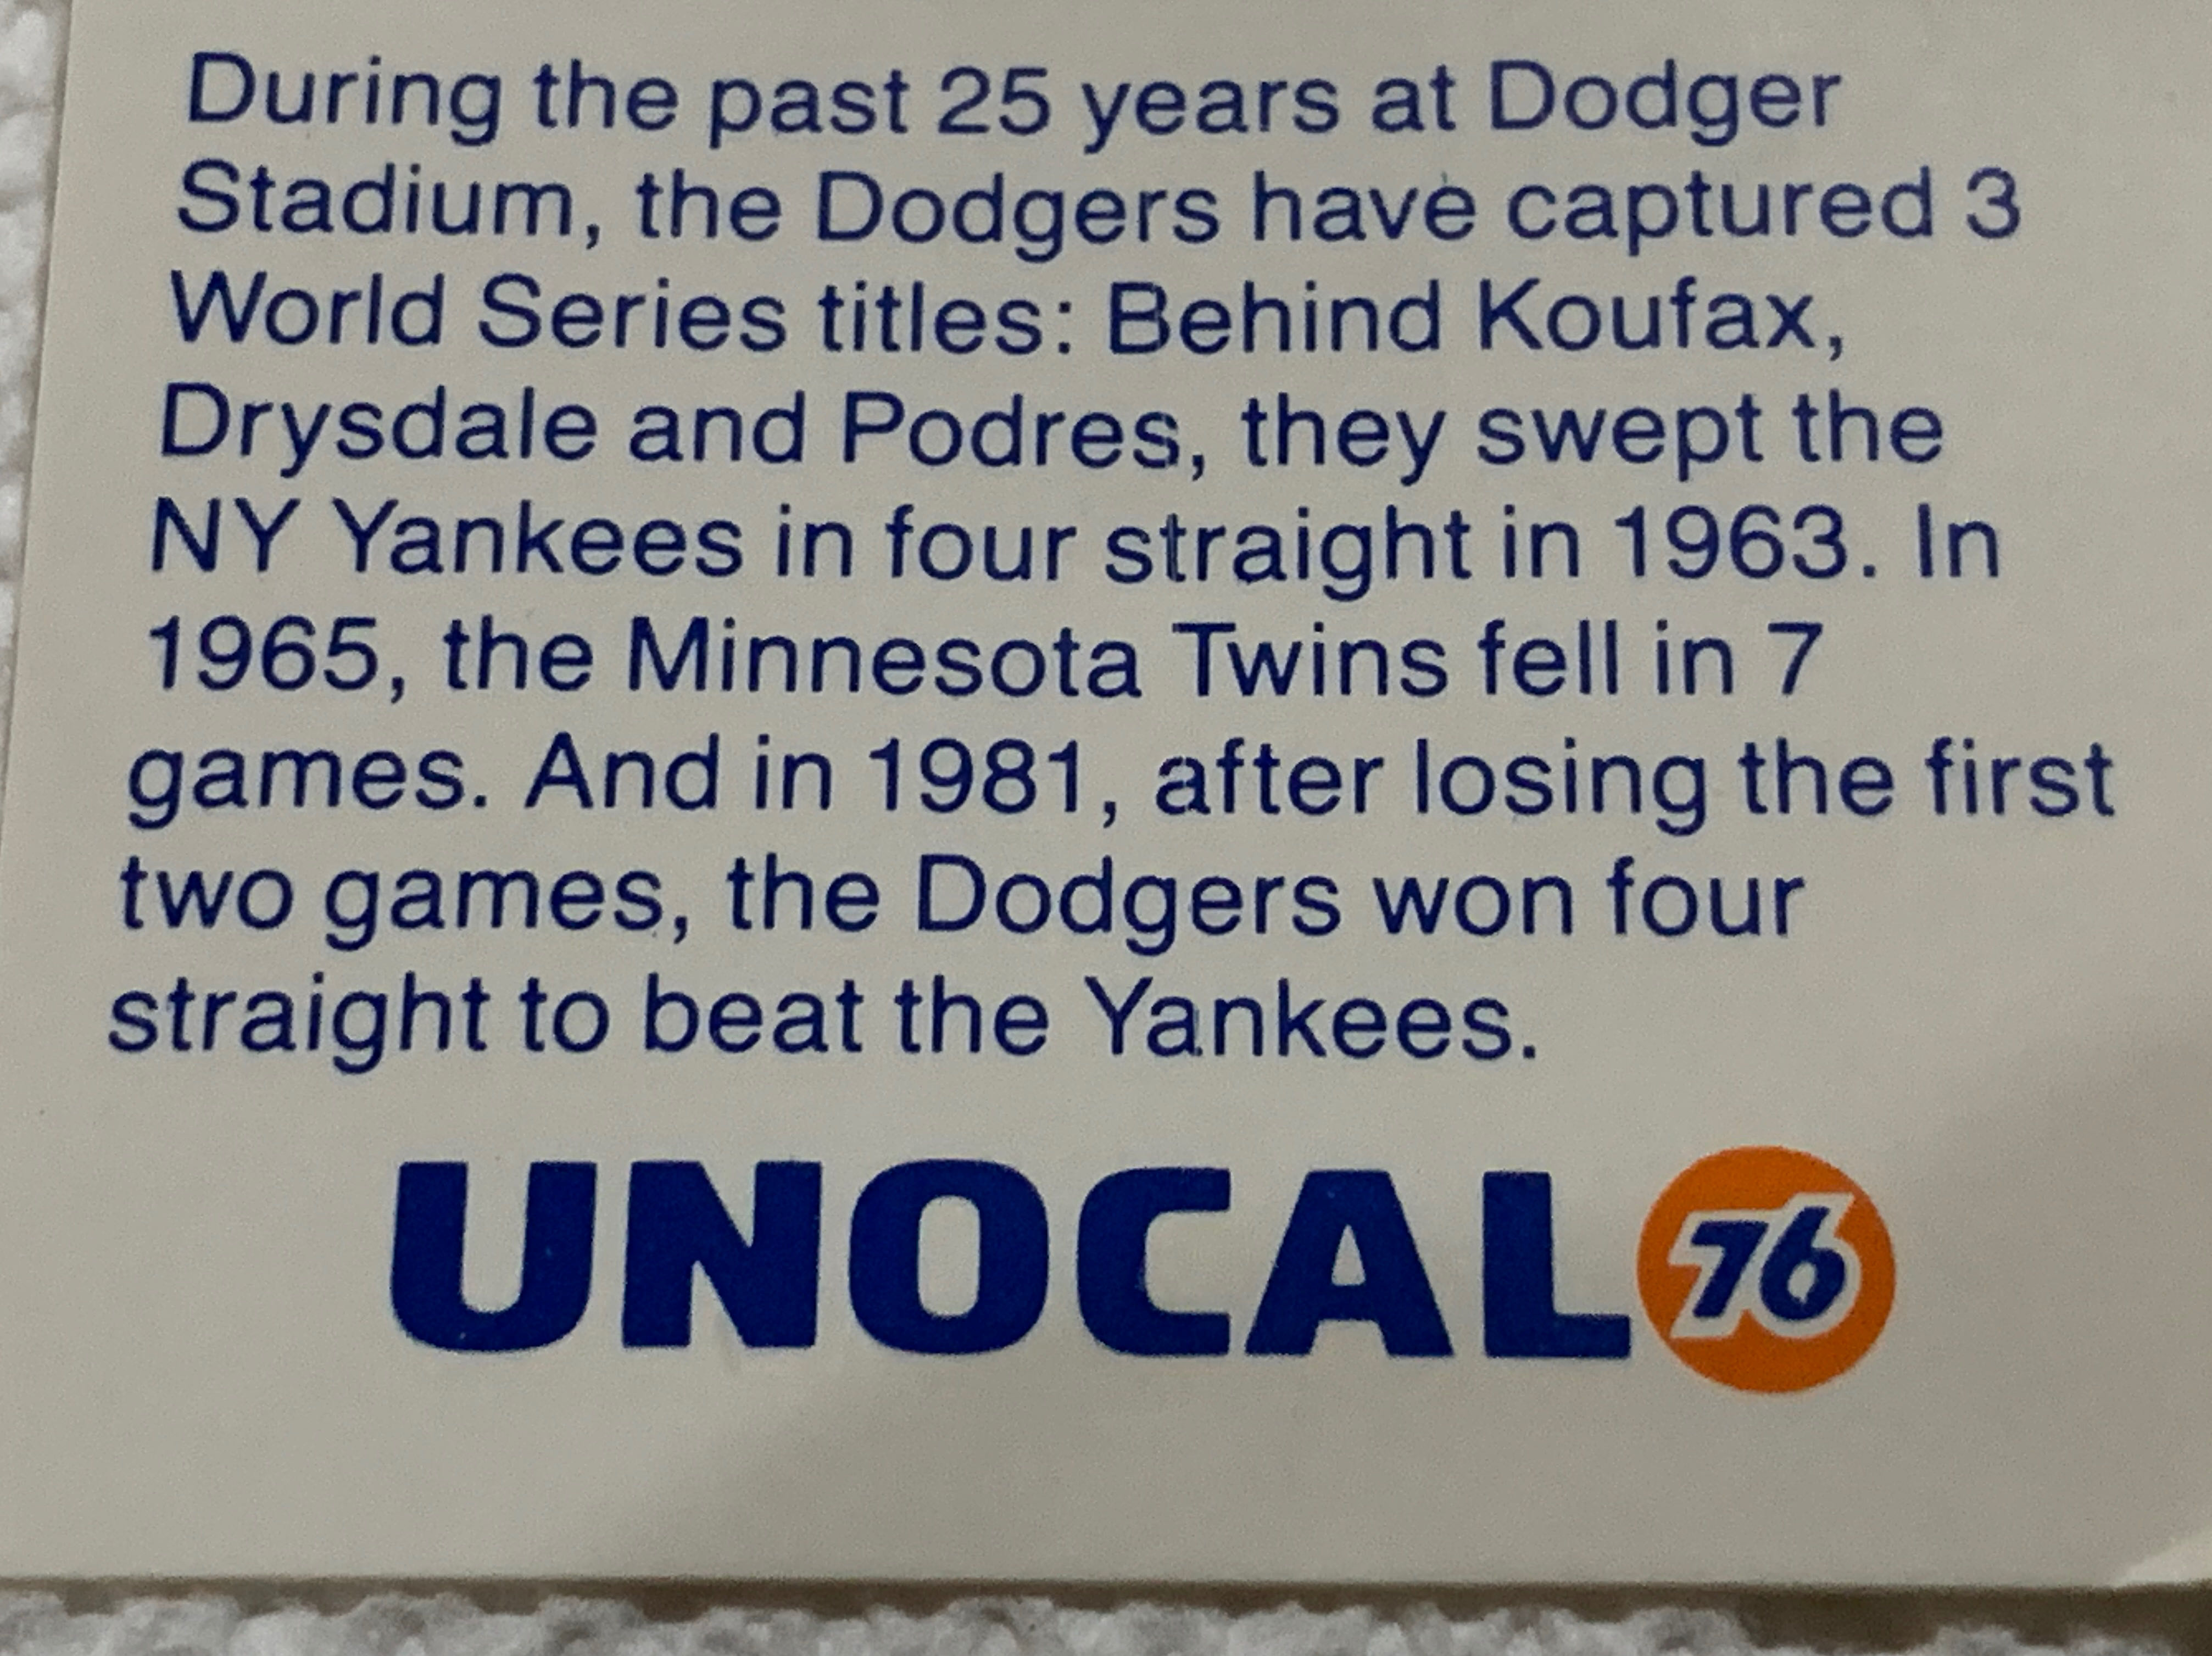 During the past 25 years at Dodger
Stadium, the Dodgers have captured 3
World Series titles: Behind Koufax,
Drysdale and Podres, they swept the
NY Yankees in four straight in 1963. In
1965, the Minnesota Twins fell in 7
games. And in 1981, after losing the first
two games, the Dodgers won four
straight to beat the Yankees.
UNOCAL 76